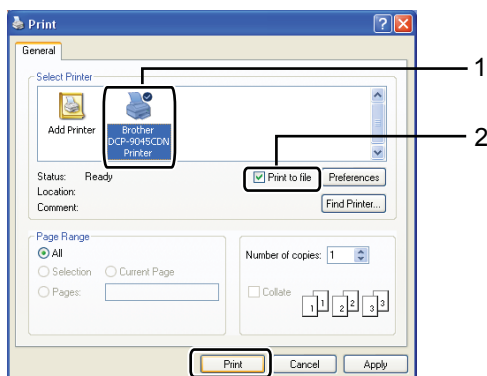 Print
General
Select Printer
Add Printer
Brother
DCP-9045CDN
Printer
Status: Ready
Location:
Comment:
Print to file
Preferences
Find Printer...
Page Range
All
Selection
Current Page
Pages:
Number of copies: 1
Collate
1 1 2 2 3 3
Print
Cancel
Apply
1
2